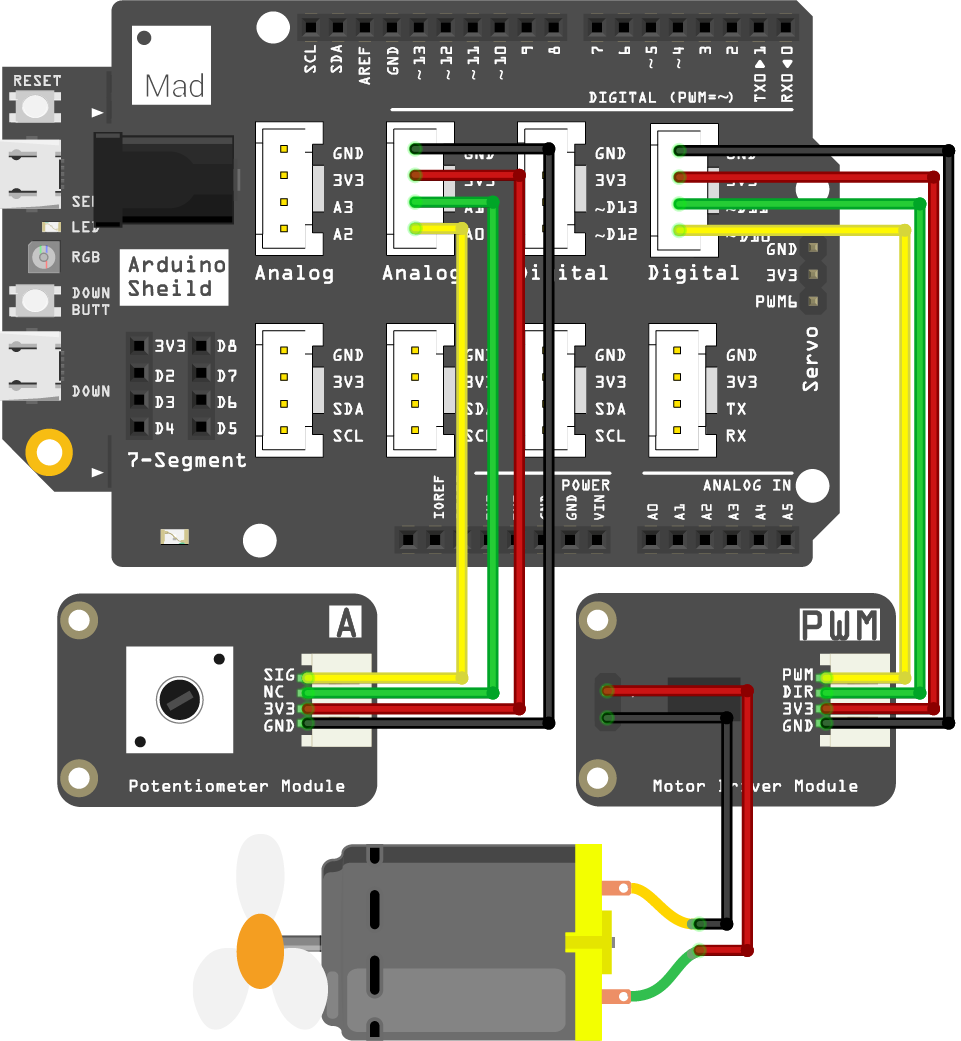 SCL SDA AREF GND ~13 ~12 ~11 ~10 9 8 7 6 ~5 ~4 3 2 TXO▶1 RXO◀0
DIGITAL (PWM=~)
Mad
RESET
LED
RGB
DOWN
BUTT
DOWN
Arduino
Sheild
GND
3V3
A3
A2
Analog
GND
3V3
A1
A0
Analog
GND
3V3
~D13
~D12
Digital
GND
3V3
~D11
~D10
Digital
GND
3V3
PWM6
Servo
3V3 D8
D2 D7
D3 D6
D4 D5
7-Segment
GND
3V3
SDA
SCL
GND
3V3
SDA
SCL
GND
3V3
SDA
SCL
GND
3V3
TX
RX
POWER
ANALOG IN
IOREF GND GND VIN A0 A1 A2 A3 A4 A5
A
SIG
NC
3V3
GND
Potentiometer Module
PWM
PWM
DIR
3V3
GND
Motor Driver Module